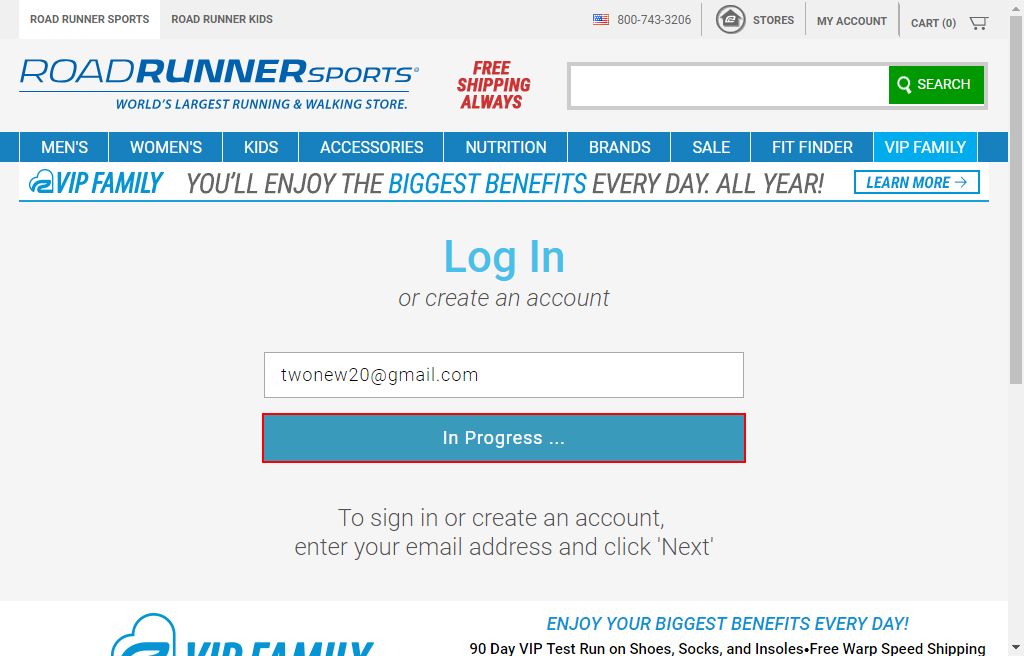 ROAD RUNNER SPORTS ROAD RUNNER KIDS 800-743-3206 STORES MY ACCOUNT CART (0)
ROADRUNNERSPORTS®
WORLD'S LARGEST RUNNING & WALKING STORE.
FREE
SHIPPING
ALWAYS
SEARCH
MEN'S WOMEN'S KIDS ACCESSORIES NUTRITION BRANDS SALE FIT FINDER VIP FAMILY
VIP FAMILY YOU'LL ENJOY THE BIGGEST BENEFITS EVERY DAY. ALL YEAR! LEARN MORE →
Log In
or create an account
twonew20@gmail.com
In Progress ...
To sign in or create an account,
enter your email address and click 'Next'
VIP FAMILY
ENJOY YOUR BIGGEST BENEFITS EVERY DAY!
90 Day VIP Test Run on Shoes, Socks, and Insoles•Free Warp Speed Shipping